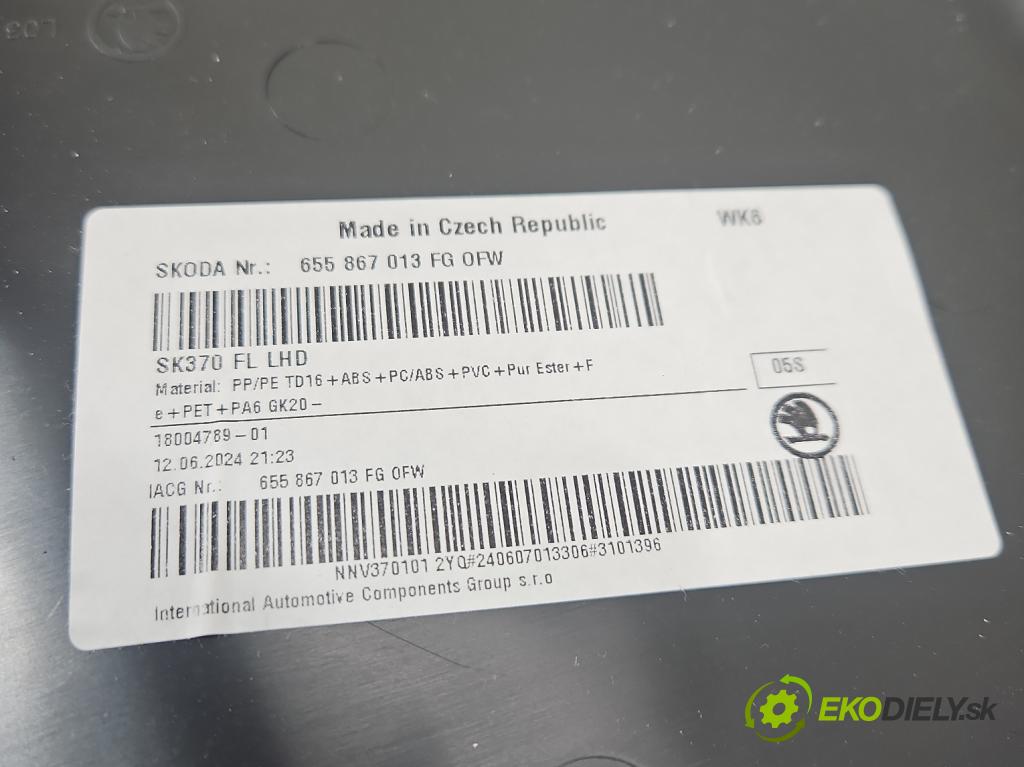 Made in Czech Republic
WK6
SKODA Nr.: 655 867 013 FG OFW
SK370 FL LHD
Material: PP/PE TD16+ABS+PC/ABS+PVC+Pur Ester+F
e+PET+PA6 GK20-
05S
18004789-01
12.06.2024 21:23
IACG Nr.: 655 867 013 FG OFW
NNV370101 2YQ#240607013306#3101396
International Automotive Components Group s.r.o
EKODIELY.sk